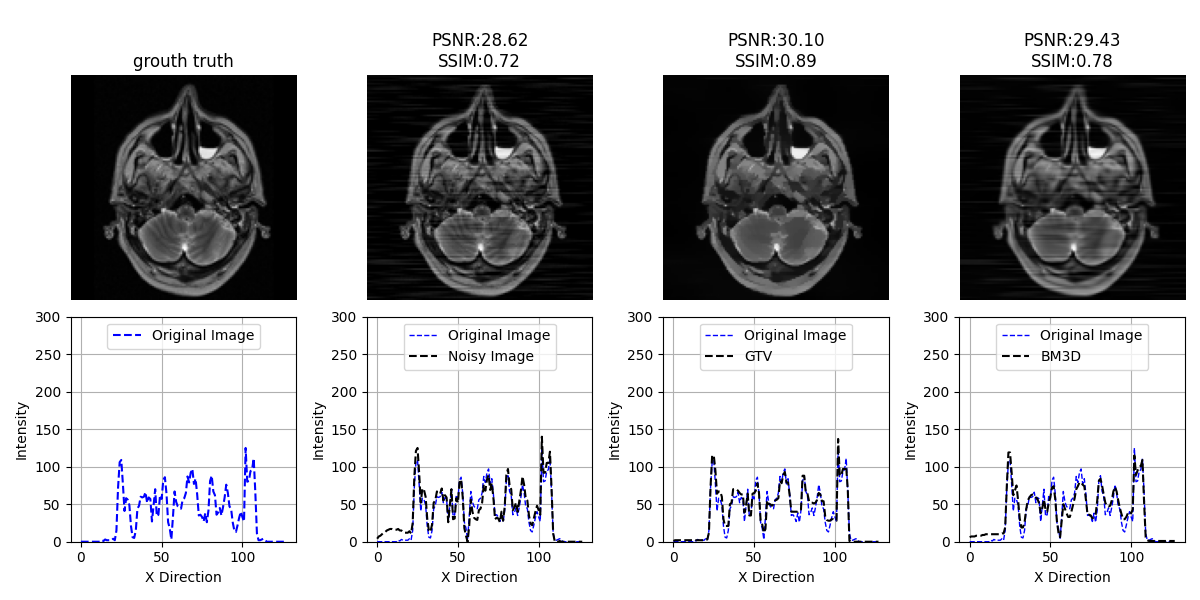 grouth truth
PSNR:28.62
SSIM:0.72
PSNR:30.10
SSIM:0.89
PSNR:29.43
SSIM:0.78
300
250
200
150
100
50
0
Intensity
Original Image
0
50
100
X Direction
300
250
200
150
100
50
0
Intensity
Original Image
Noisy Image
0
50
100
X Direction
300
250
200
150
100
50
0
Intensity
Original Image
GTV
0
50
100
X Direction
300
250
200
150
100
50
0
Intensity
Original Image
BM3D
0
50
100
X Direction